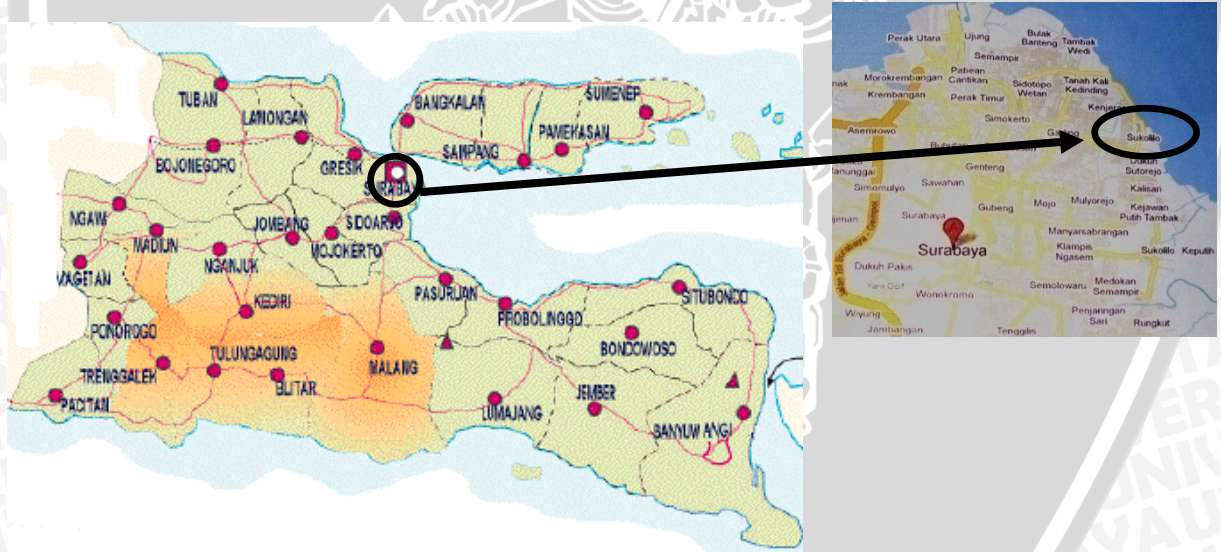 TUBAN
LAMONGAN
BOJONEGORO
GRESIK
BANGKALAN
SAMPANG
PAMEKASAN
SUMENEP
NGAWI
MADIUN
MAGETAN
NGANJUK
JOMBANG
MOJOKERTO
SIDOARJO
KEDIRI
PONOROGO
TRENGGALEK
TULUNGAGUNG
BLITAR
MALANG
PACITAN
PASURUAN
PROBOLINGGO
SITUBONDO
BONDOWOSO
JEMBER
LUMAJANG
BANYUWANGI
Perak Utara
Ujung
Bulak
Banteng
Tambak
Wedi
Semampir
Morokrembangan
Pabean
Cantikan
Sidotopo
Wetan
Tanah Kali
Kedinding
Krembangan
Perak Timur
Simokerto
Asemrowo
Sukolilo
Genteng
Dukuh
Sutorejo
Simomulyo
Sawahan
Kalisari
Surabaya
Gubeng
Mojo
Mulyorejo
Kejawan
Putih Tambak
Manyarsabrangan
A
Surabaya
Klampis
Ngasem
Sukolilo
Keputih
Dukuh Pakis
Yani Golf
Wonokromo
Semolowaru
Medokan
Semampir
Wiyung
Jambangan
Tenggilis
Penjaringan
Sari
Rungkut